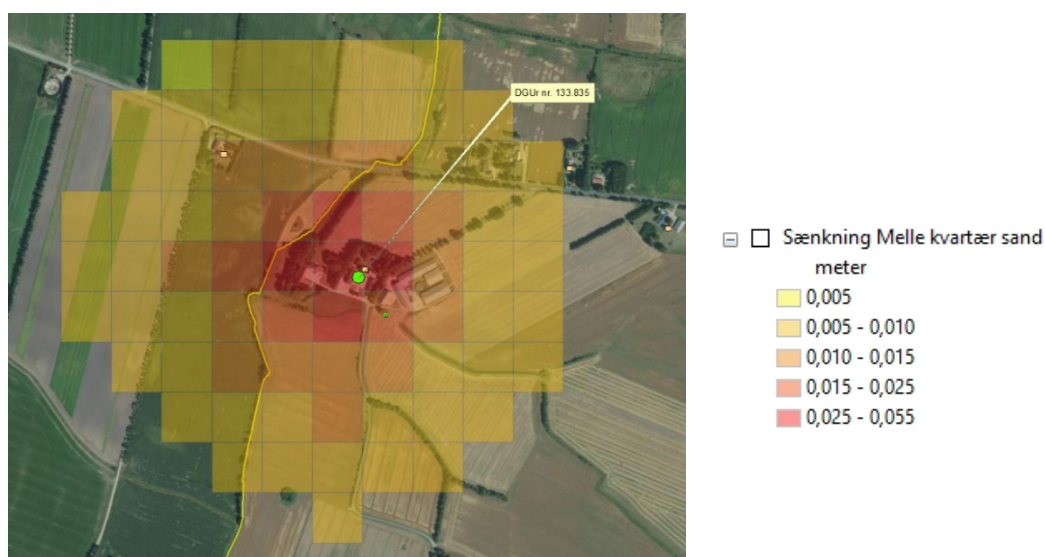 DGUr nr. 133.835
Sænkning Melle kvartær sand
meter
0,005
0,005 - 0,010
0,010 - 0,015
0,015 - 0,025
0,025 - 0,055